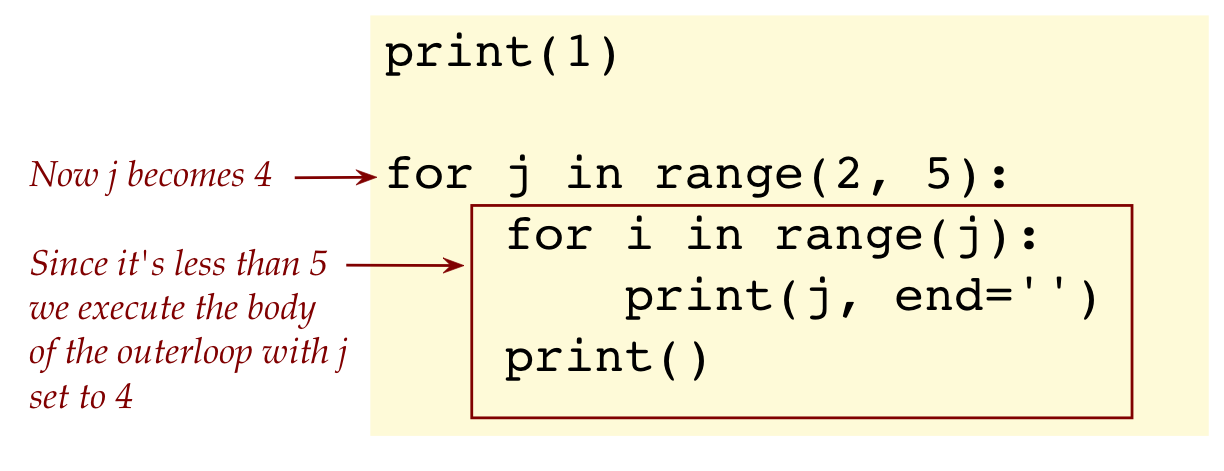 print(1)
Now j becomes 4
for j in range(2, 5):
for i in range(j):
Since it's less than 5
we execute the body
of the outerloop with j
set to 4
print(j, end='')
print()